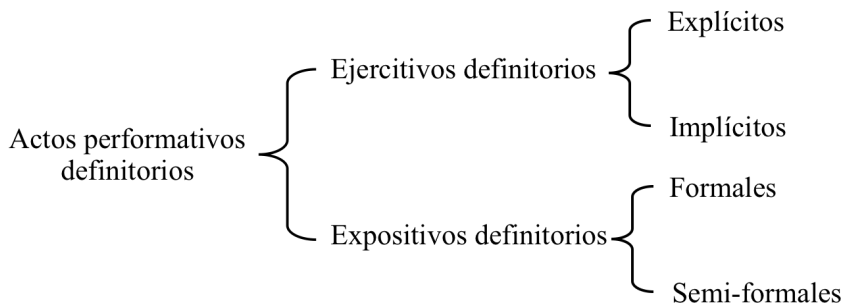 Explícitos
Ejercitivos definitorios
Implícitos
Actos performativos
definitorios
Formales
Expositivos definitorios
Semi-formales